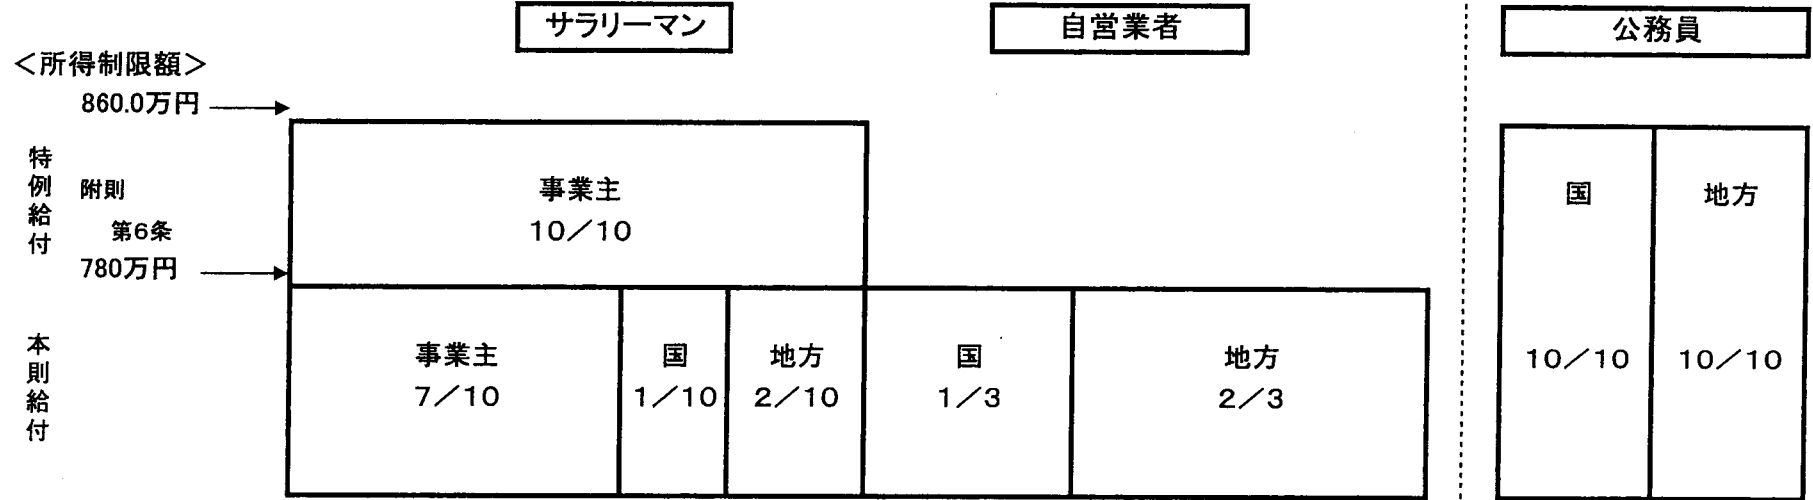 サラリーマン
自営業者
公務員
＜所得制限額＞
860.0万円
特例給付
附則
第6条
780万円
事業主
10／10
国
地方
本則給付
事業主
7／10
国
1／10
地方
2／10
国
1／3
地方
2／3
10／10
10／10